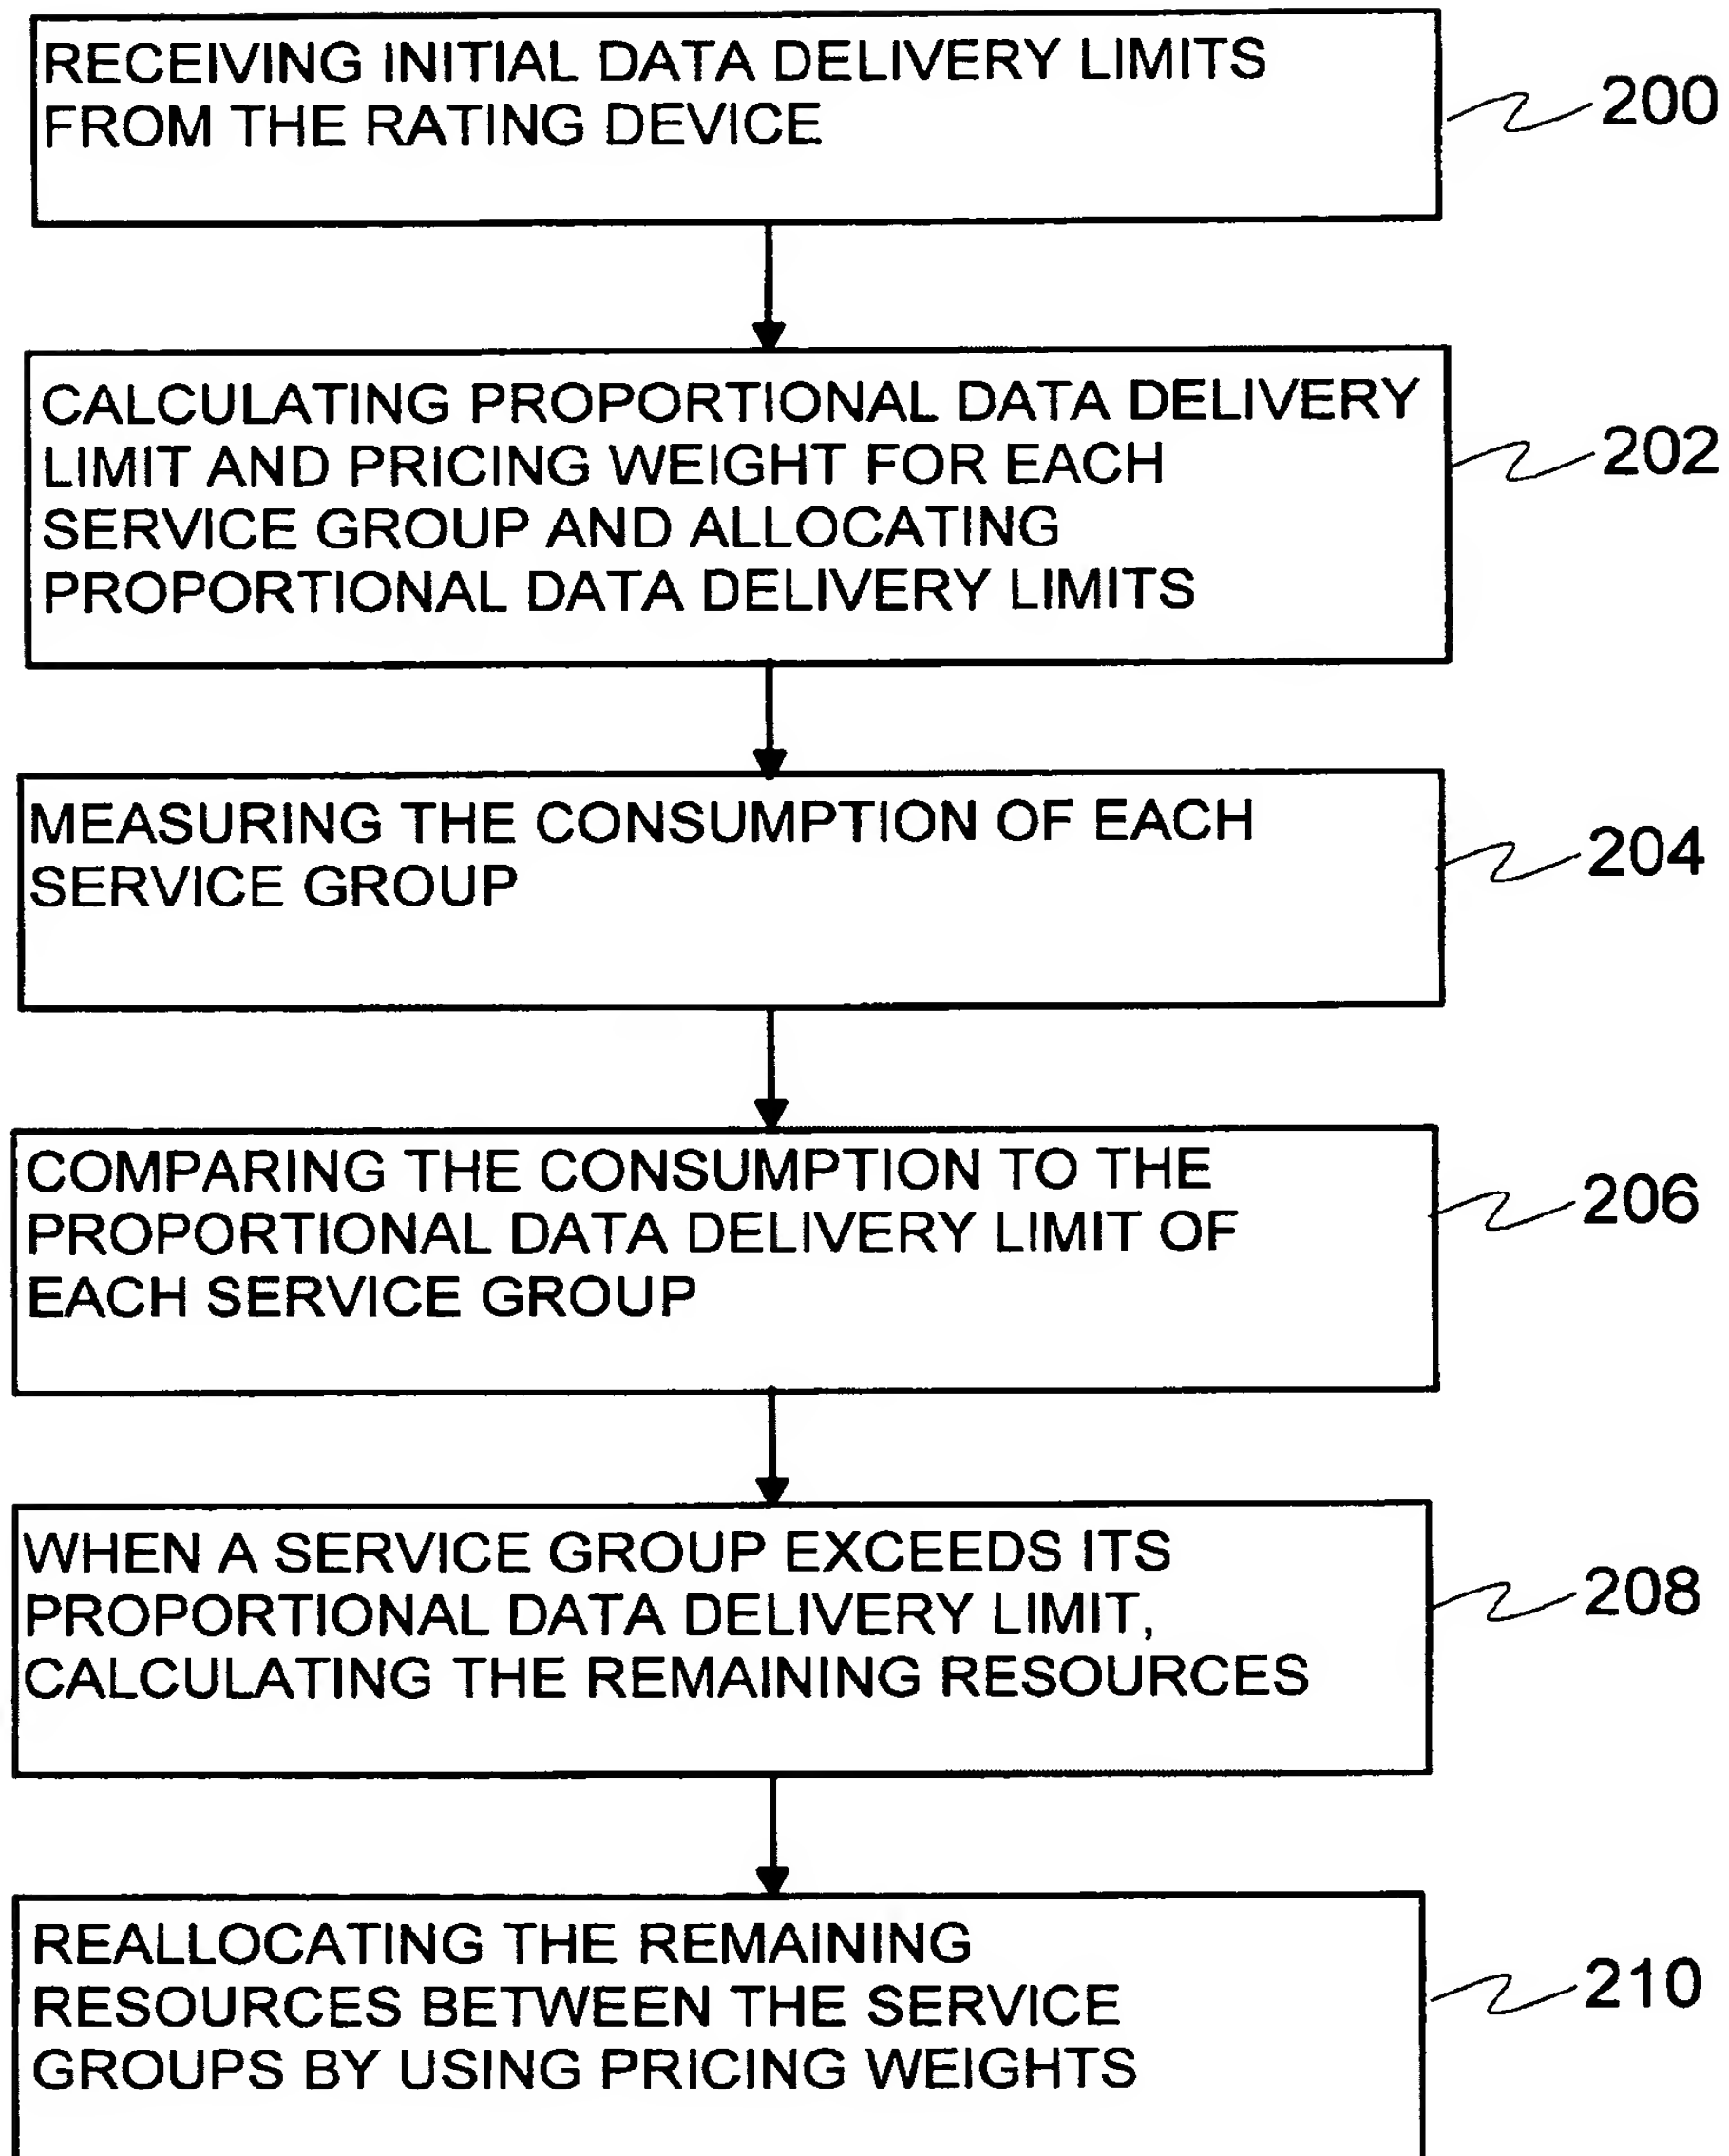 RECEIVING INITIAL DATA DELIVERY LIMITS
FROM THE RATING DEVICE
200
CALCULATING PROPORTIONAL DATA DELIVERY
LIMIT AND PRICING WEIGHT FOR EACH
SERVICE GROUP AND ALLOCATING
PROPORTIONAL DATA DELIVERY LIMITS
202
MEASURING THE CONSUMPTION OF EACH
SERVICE GROUP
204
COMPARING THE CONSUMPTION TO THE
PROPORTIONAL DATA DELIVERY LIMIT OF
EACH SERVICE GROUP
206
WHEN A SERVICE GROUP EXCEEDS ITS
PROPORTIONAL DATA DELIVERY LIMIT,
CALCULATING THE REMAINING RESOURCES
208
REALLOCATING THE REMAINING
RESOURCES BETWEEN THE SERVICE
GROUPS BY USING PRICING WEIGHTS
210